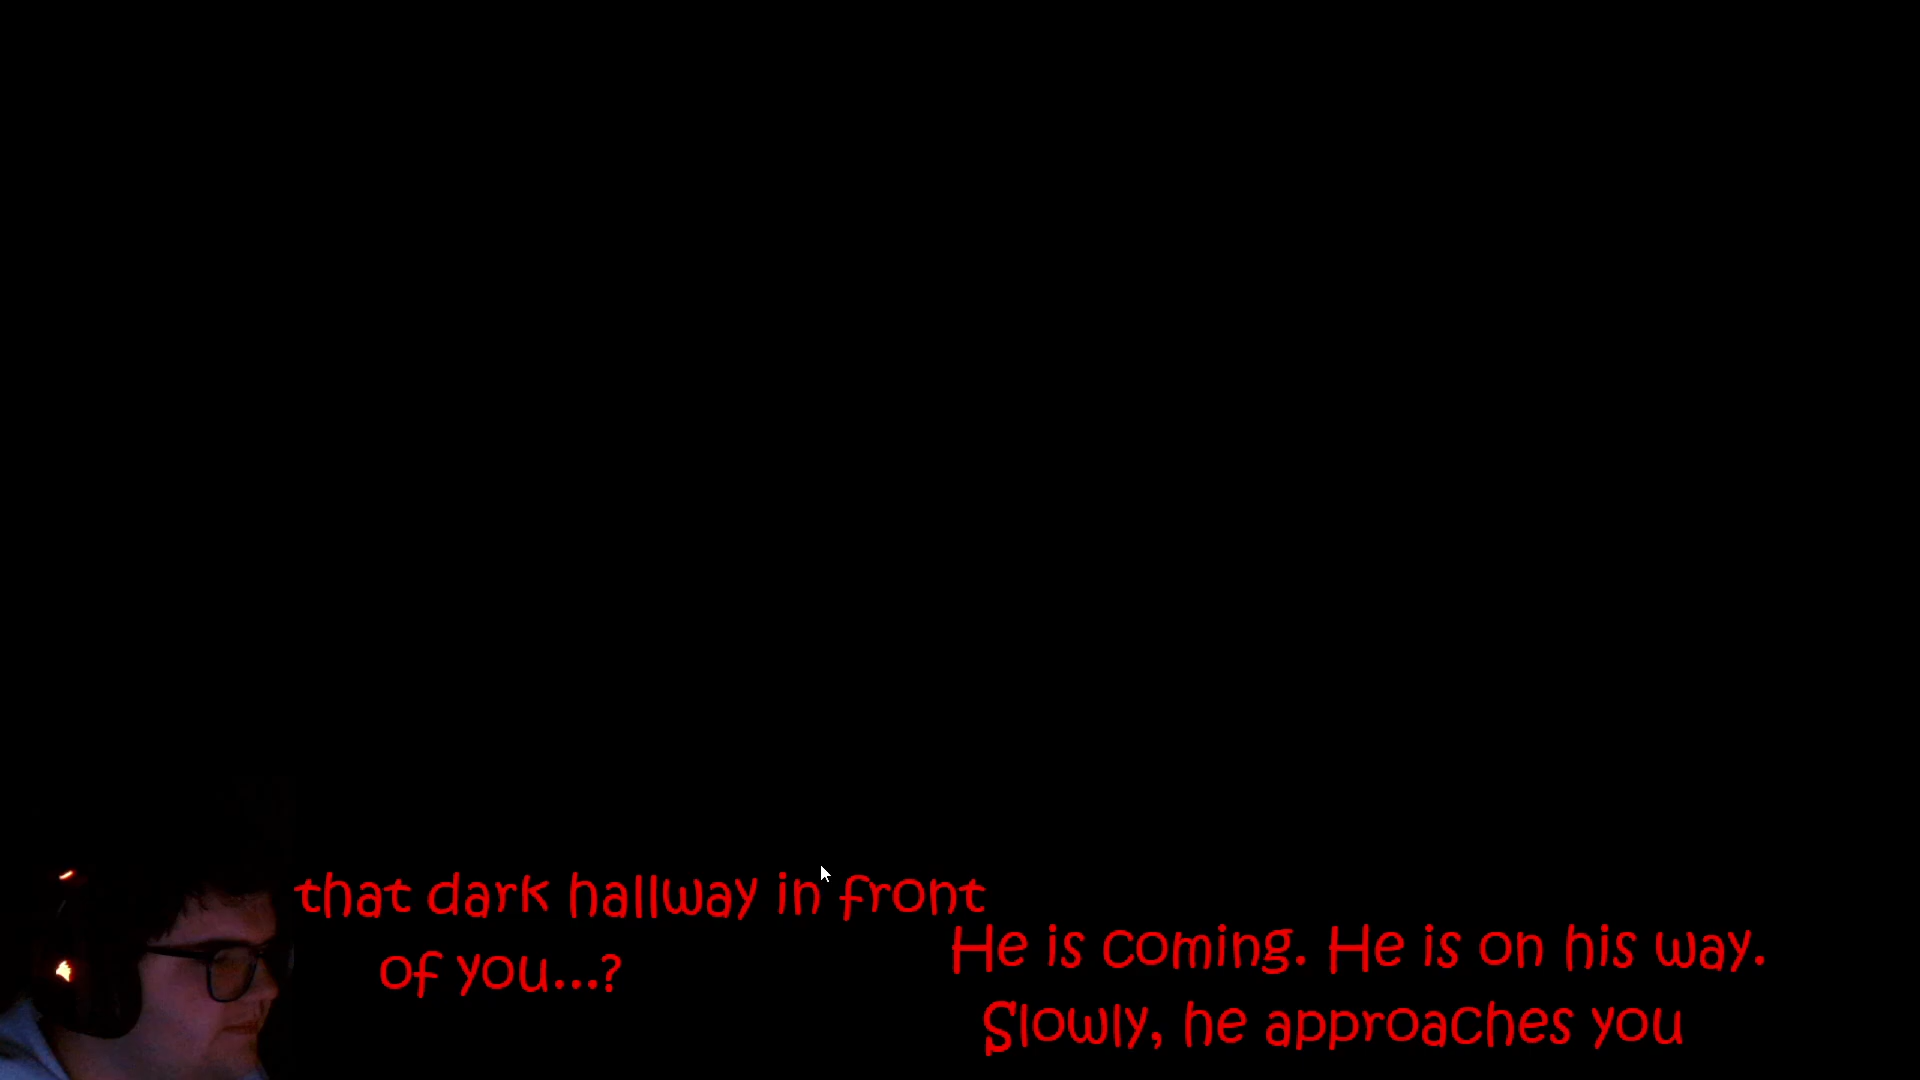 that dark hallway in front
of you...?
He is coming. He is on his way.
Slowly, he approaches you